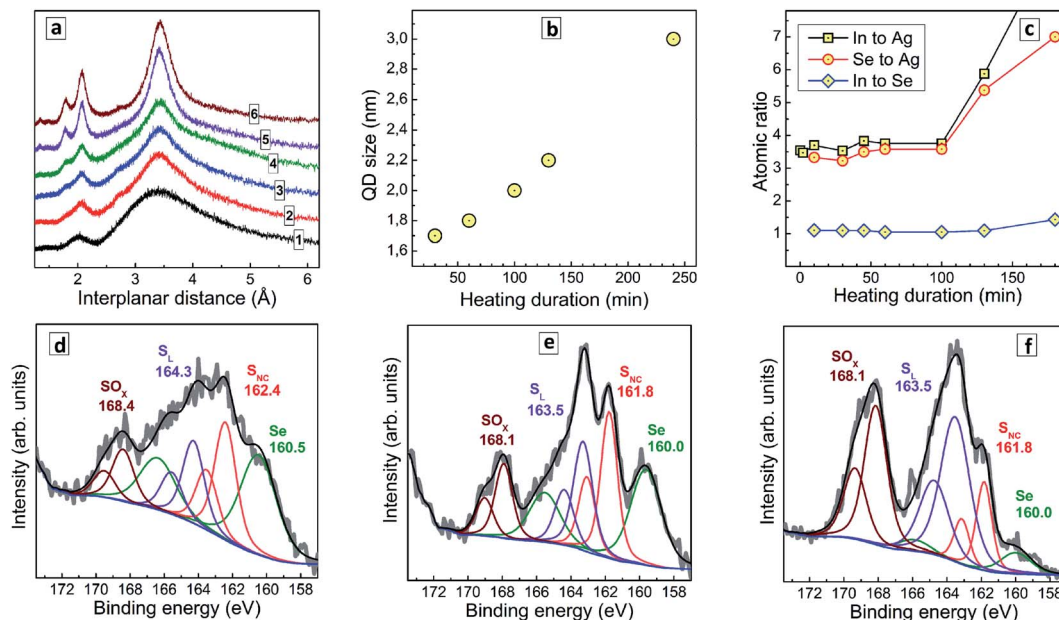 a
6
5
4
3
2
1
1 2 3 4 5 6
Interplanar distance (Å)
b
QD size (nm)
3,0
2,8
2,6
2,4
2,2
2,0
1,8
1,6
50 100 150 200 250
Heating duration (min)
c
In to Ag
Se to Ag
In to Se
Atomic ratio
7
6
5
4
3
2
1
0 50 100 150
Heating duration (min)
d
Intensity (arb. units)
SOX
168.4
SL
164.3
SNC
162.4
Se
160.5
172 170 168 166 164 162 160 158
Binding energy (eV)
e
Intensity (arb. units)
SOX
168.1
SL
163.5
SNC
161.8
Se
160.0
172 170 168 166 164 162 160 158
Binding energy (eV)
f
Intensity (arb. units)
SOX
168.1
SL
163.5
SNC
161.8
Se
160.0
172 170 168 166 164 162 160 158
Binding energy (eV)